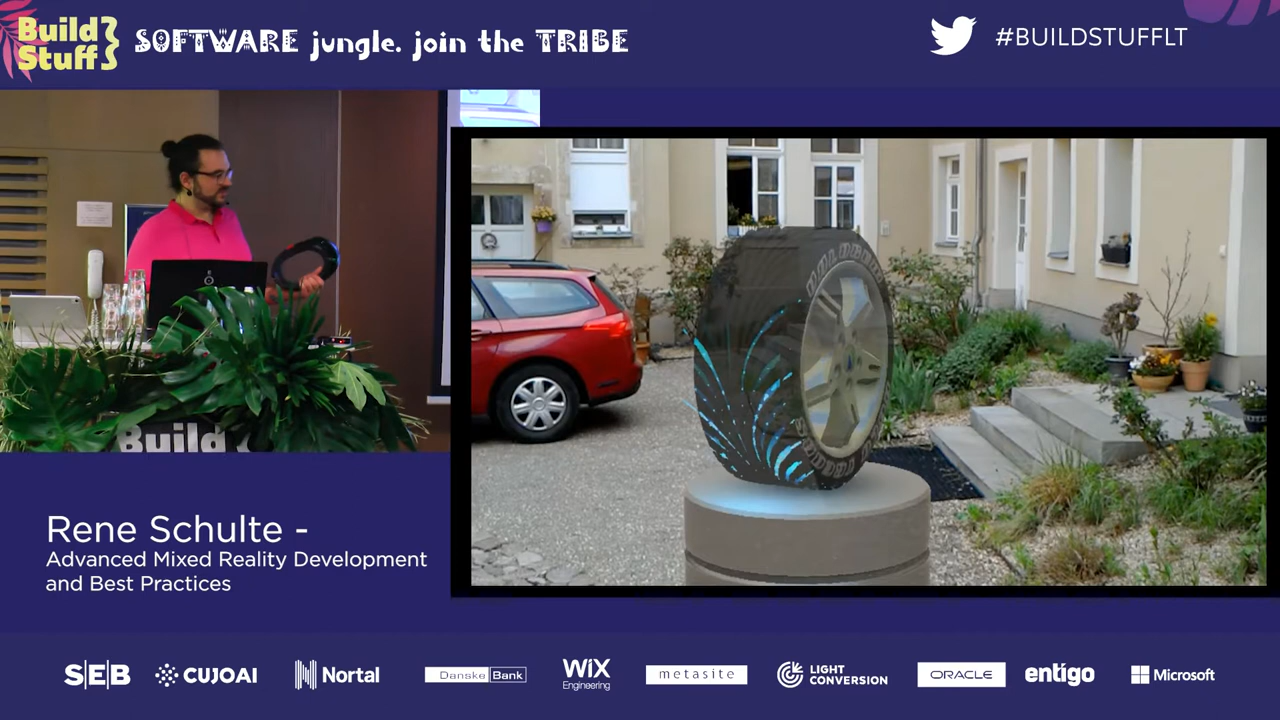 Build
Stuff
SOFTWARE jungle. join the TRIBE
#BUILDSTUFFLT
Build
Rene Schulte -
Advanced Mixed Reality Development
and Best Practices
S|E|B
CUJOAI
Nortal
Danske Bank
WiX
Engineering
metasite
LIGHT
CONVERSION
ORACLE
entigo
Microsoft